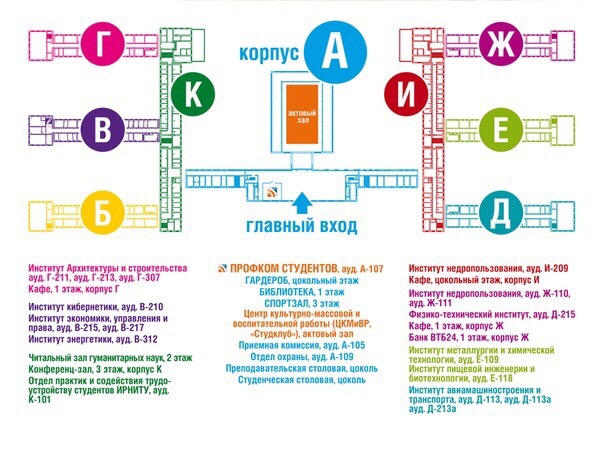 Г
корпус А
Ж
К
актовый
зал
И
В
Е
Б
Д
главный вход
Институт Архитектуры и строительства
ауд. Г-211, ауд. Г-213, ауд. Г-307
Кафе, 1 этаж, корпус Г
Институт кибернетики, ауд. В-210
Институт экономики, управления и
права, ауд. В-215, ауд. В-217
Институт энергетики, ауд. В-312
Читальный зал гуманитарных наук, 2 этаж
Конференц-зал, 3 этаж, корпус К
Отдел практик и содействия трудо-
устройству студентов ИРНИТУ, ауд.
К-101
ПРОФКОМ СТУДЕНТОВ, ауд. А-107
ГАРДЕРОБ, цокольный этаж
БИБЛИОТЕКА, 1 этаж
СПОРТЗАЛ, 3 этаж
Центр культурно-массовой и
воспитательной работы (ЦКМиВР,
«Студклуб»), актовый зал
Приемная комиссия, ауд. А-105
Отдел охраны, ауд. А-109
Преподавательская столовая, цоколь
Студенческая столовая, цоколь
Институт недропользования, ауд. И-209
Кафе, цокольный этаж, корпус И
Институт недропользования, ауд. Ж-110,
ауд. Ж-111
Физико-технический институт, ауд. Д-215
Кафе, 1 этаж, корпус Ж
Банк ВТБ24, 1 этаж, корпус Ж
Институт металлургии и химической
технологии, ауд. Е-109
Институт пищевой инженерии и
биотехнологии, ауд. Е-118
Институт авиамашиностроения и
транспорта, ауд. Д-113, ауд. Д-113а
ауд. Д-213а